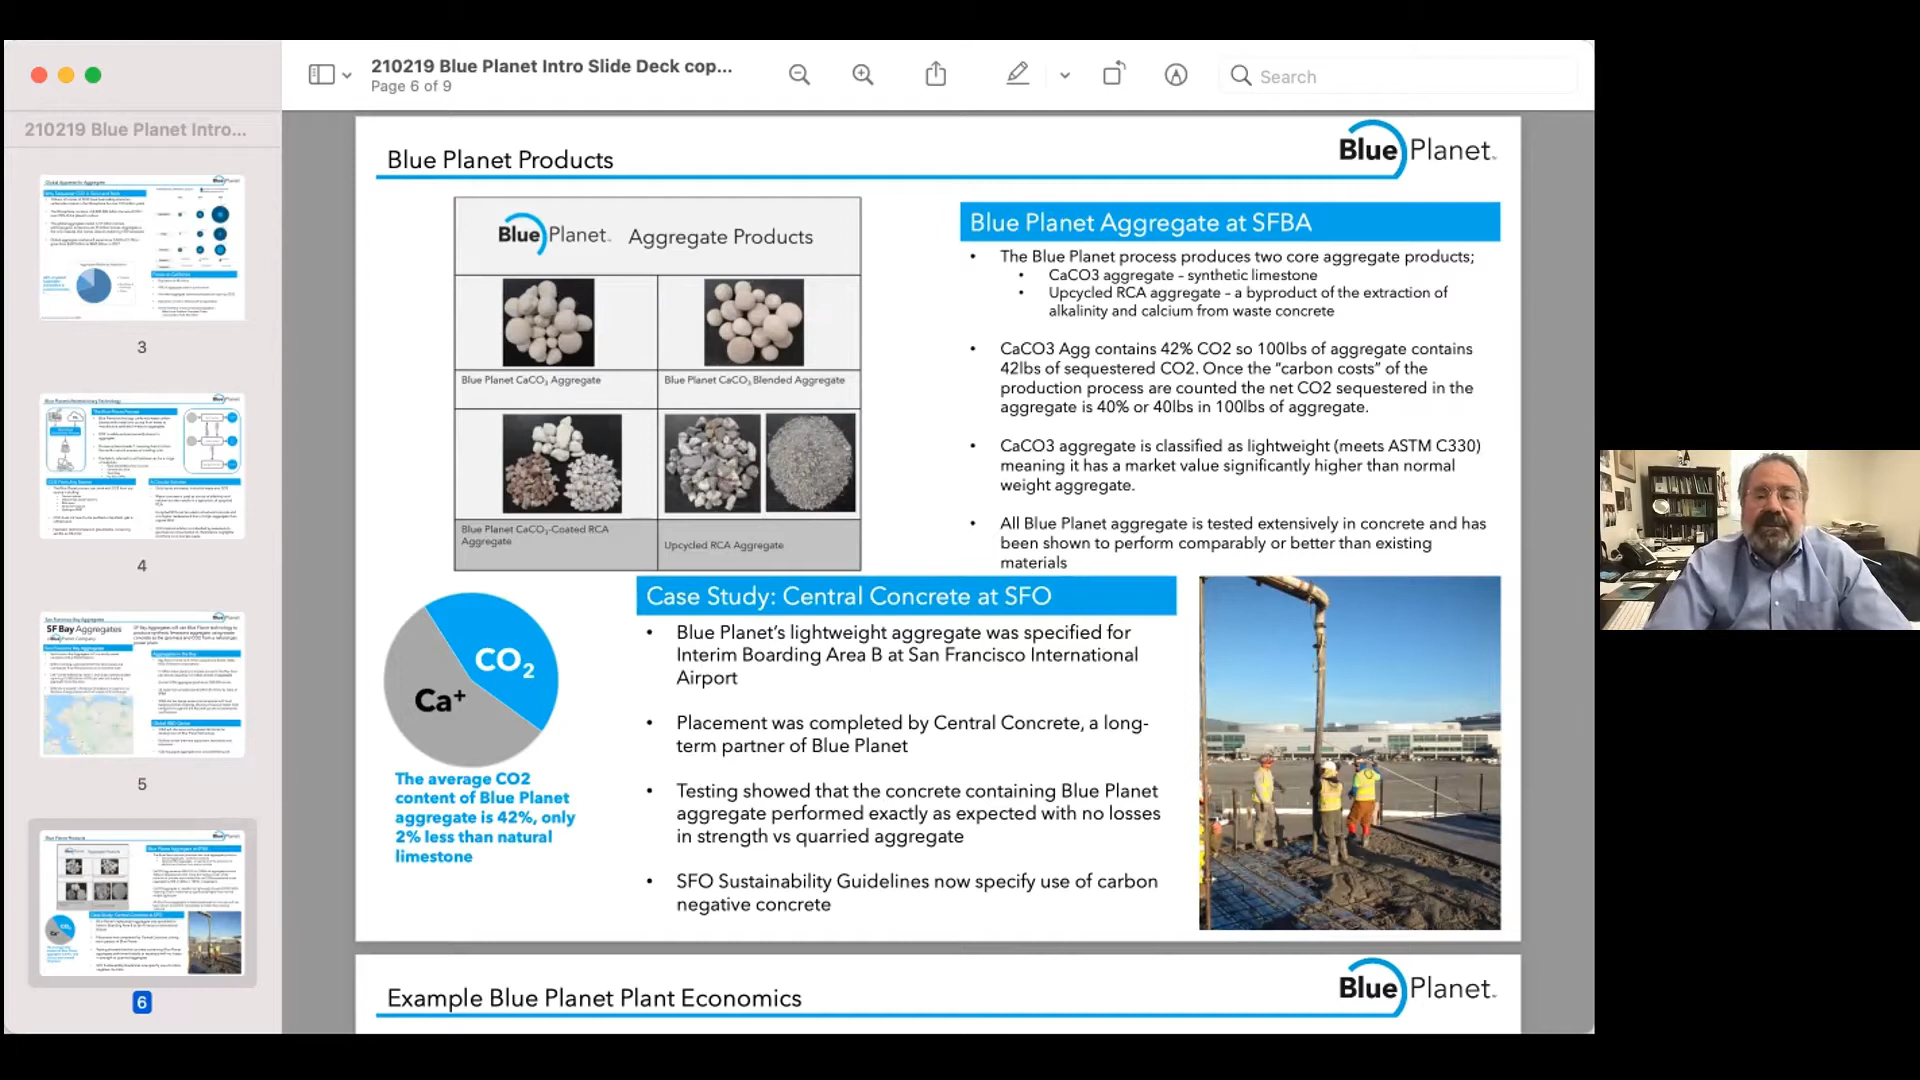 210219 Blue Planet Intro Slide Deck cop...
Page 6 of 9
Search
210219 Blue Planet Intro...
3
4
SF Bay Aggregates
5
6
Blue Planet Products
Blue Planet
Blue Planet Aggregate Products
Blue Planet CaCO₃ Aggregate
Blue Planet CaCO₃ Blended Aggregate
Blue Planet CaCO₃-Coated RCA
Aggregate
Upcycled RCA Aggregate
Blue Planet Aggregate at SFBA
• The Blue Planet process produces two core aggregate products;
• CaCO3 aggregate – synthetic limestone
• Upcycled RCA aggregate – a byproduct of the extraction of
alkalinity and calcium from waste concrete
• CaCO3 Agg contains 42% CO2 so 100lbs of aggregate contains
42lbs of sequestered CO2. Once the “carbon costs” of the
production process are counted the net CO2 sequestered in the
aggregate is 40% or 40lbs in 100lbs of aggregate.
• CaCO3 aggregate is classified as lightweight (meets ASTM C330)
meaning it has a market value significantly higher than normal
weight aggregate.
• All Blue Planet aggregate is tested extensively in concrete and has
been shown to perform comparably or better than existing
materials
CO₂
Ca⁺
The average CO2
content of Blue Planet
aggregate is 42%, only
2% less than natural
limestone
Case Study: Central Concrete at SFO
• Blue Planet’s lightweight aggregate was specified for
Interim Boarding Area B at San Francisco International
Airport
• Placement was completed by Central Concrete, a long-
term partner of Blue Planet
• Testing showed that the concrete containing Blue Planet
aggregate performed exactly as expected with no losses
in strength vs quarried aggregate
• SFO Sustainability Guidelines now specify use of carbon
negative concrete
Example Blue Planet Plant Economics
Blue Planet